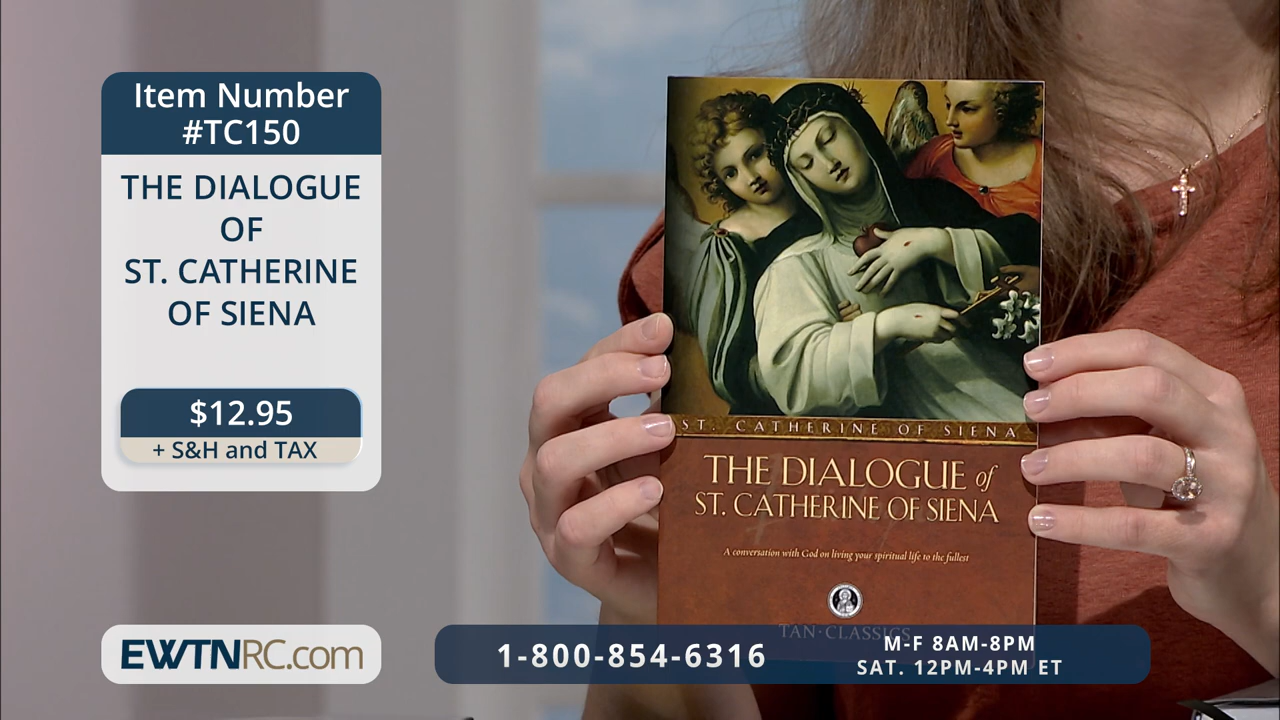 Item Number
#TC150
THE DIALOGUE
OF
ST. CATHERINE
OF SIENA
$12.95
+ S&H and TAX
ST. CATHERINE OF SIENA
THE DIALOGUE of
ST. CATHERINE OF SIENA
A conversation with God on living your spiritual life to the fullest
TAN·CLASSICS
EWTNRC.com
1-800-854-6316
M-F 8AM-8PM
SAT. 12PM-4PM ET